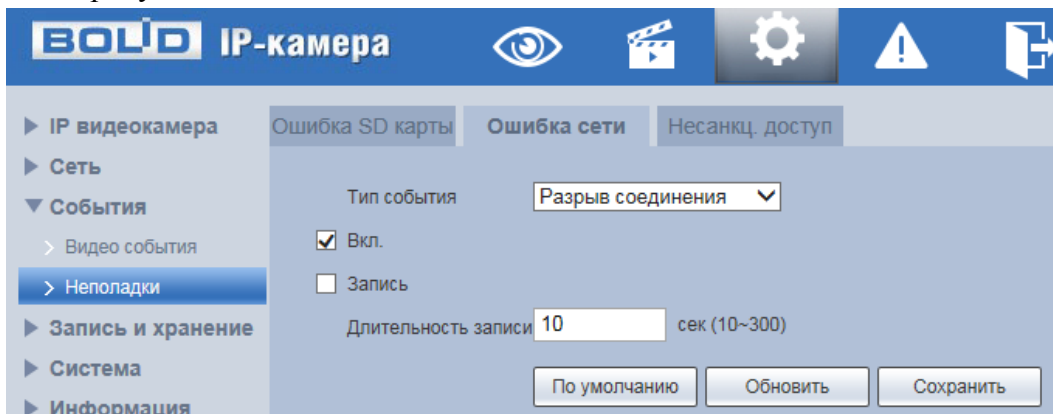 BOLID IP-камера
IP видеокамера
Сеть
События
Видео события
Неполадки
Запись и хранение
Система
Информация
Ошибка SD карты Ошибка сети Несанкц. доступ
Тип события Разрыв соединения
Вкл.
Запись
Длительность записи 10 сек (10~300)
По умолчанию Обновить Сохранить